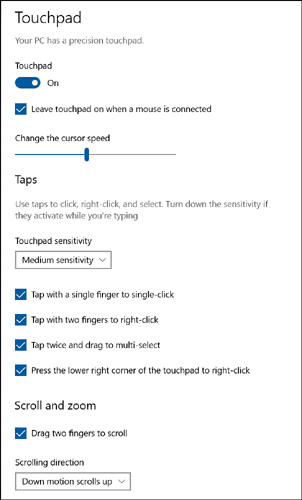 Touchpad
Your PC has a precision touchpad.
Touchpad
On
Leave touchpad on when a mouse is connected
Change the cursor speed
Taps
Use taps to click, right-click, and select. Turn down the sensitivity if
they activate while you're typing
Touchpad sensitivity
Medium sensitivity
Tap with a single finger to single-click
Tap with two fingers to right-click
Tap twice and drag to multi-select
Press the lower right corner of the touchpad to right-click
Scroll and zoom
Drag two fingers to scroll
Scrolling direction
Down motion scrolls up